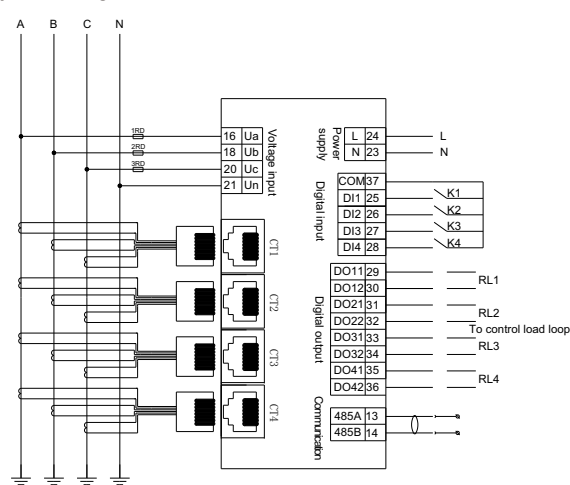 A B C N
1RD
2RD
3RD
16 Ua
18 Ub
20 Uc
21 Un
Voltage input
Power supply
L 24 L
N 23 N
Digital input
COM 37
DI1 25 K1
DI2 26 K2
DI3 27 K3
DI4 28 K4
CT1
CT2
CT3
CT4
Digital output
DO11 29
DO12 30
RL1
DO21 31
DO22 32
RL2
To control load loop
DO31 33
DO32 34
RL3
DO41 35
DO42 36
RL4
Communication
485A 13
485B 14